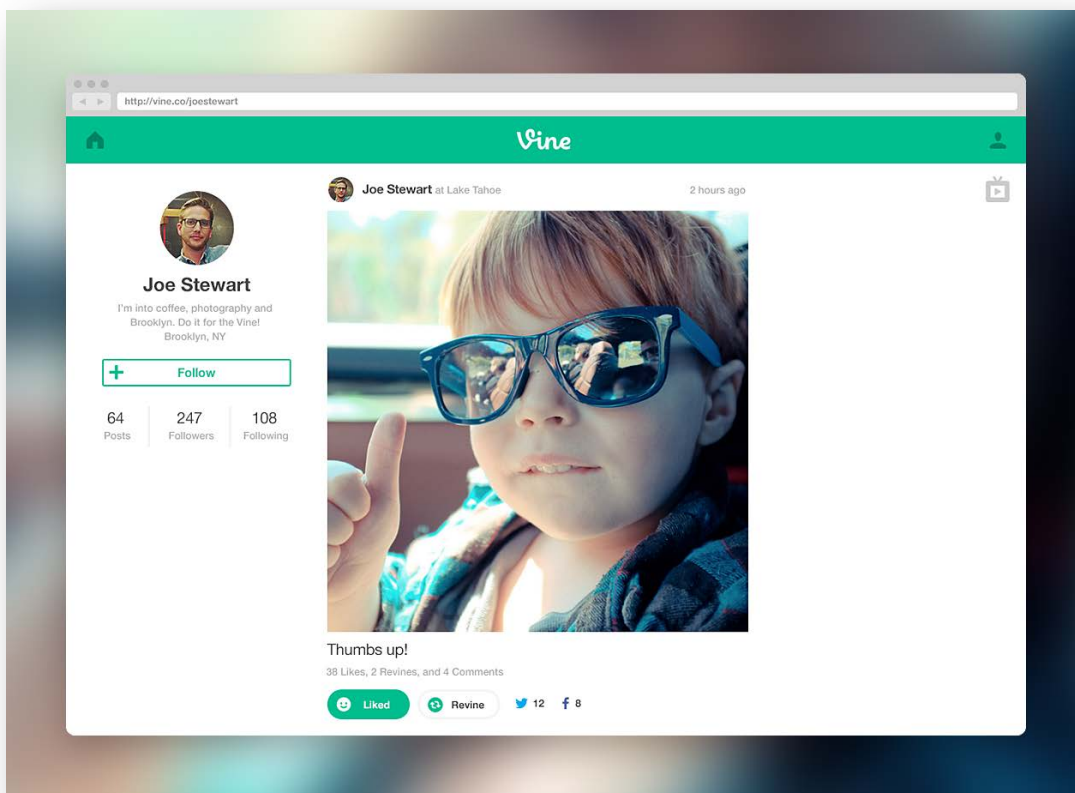 http://vine.co/joestewart
Vine
Joe Stewart
I'm into coffee, photography and
Brooklyn. Do it for the Vine!
Brooklyn, NY
Follow
64 247 108
Posts Followers Following
Joe Stewart at Lake Tahoe 2 hours ago
Thumbs up!
38 Likes, 2 Revines, and 4 Comments
Liked Revine 12 8